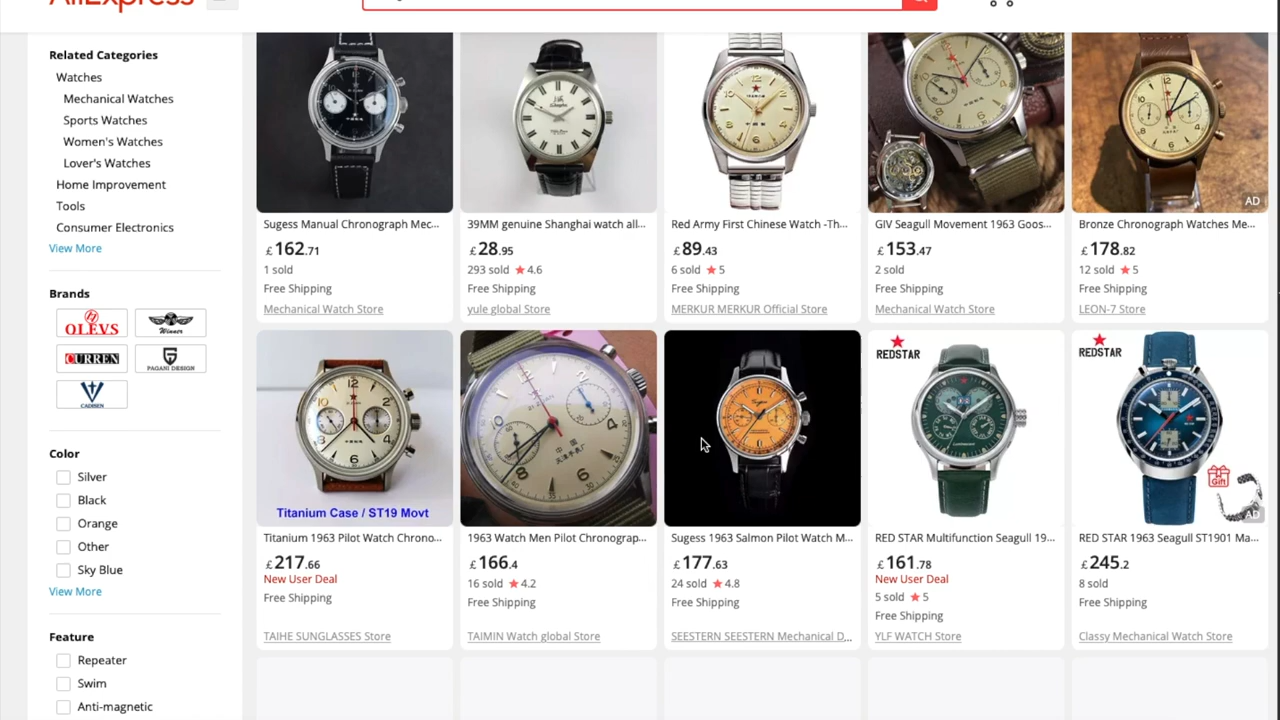 AliExpress
Related Categories
Watches
Mechanical Watches
Sports Watches
Women's Watches
Lover's Watches
Home Improvement
Tools
Consumer Electronics
View More
Brands
OLEVS
Winner
CURREN
PAGANI DESIGN
CADISEN
Color
Silver
Black
Orange
Other
Sky Blue
View More
Feature
Repeater
Swim
Anti-magnetic
Sugess Manual Chronograph Mec...
£162.71
1 sold
Free Shipping
Mechanical Watch Store
39MM genuine Shanghai watch all...
£28.95
293 sold ★4.6
Free Shipping
yule global Store
Red Army First Chinese Watch -Th...
£89.43
6 sold ★5
Free Shipping
MERKUR MERKUR Official Store
GIV Seagull Movement 1963 Goos...
£153.47
2 sold
Free Shipping
Mechanical Watch Store
AD
Bronze Chronograph Watches Me...
£178.82
12 sold ★5
Free Shipping
LEON-7 Store
Titanium Case / ST19 Movt
Titanium 1963 Pilot Watch Chrono...
£217.66
New User Deal
Free Shipping
TAIHE SUNGLASSES Store
1963 Watch Men Pilot Chronograp...
£166.4
16 sold ★4.2
Free Shipping
TAIMIN Watch global Store
Sugess 1963 Salmon Pilot Watch M...
£177.63
24 sold ★4.8
Free Shipping
SEESTERN SEESTERN Mechanical D...
REDSTAR
RED STAR Multifunction Seagull 19...
£161.78
New User Deal
5 sold ★5
Free Shipping
YLF WATCH Store
REDSTAR
Gift
AD
RED STAR 1963 Seagull ST1901 Ma...
£245.2
8 sold
Free Shipping
Classy Mechanical Watch Store